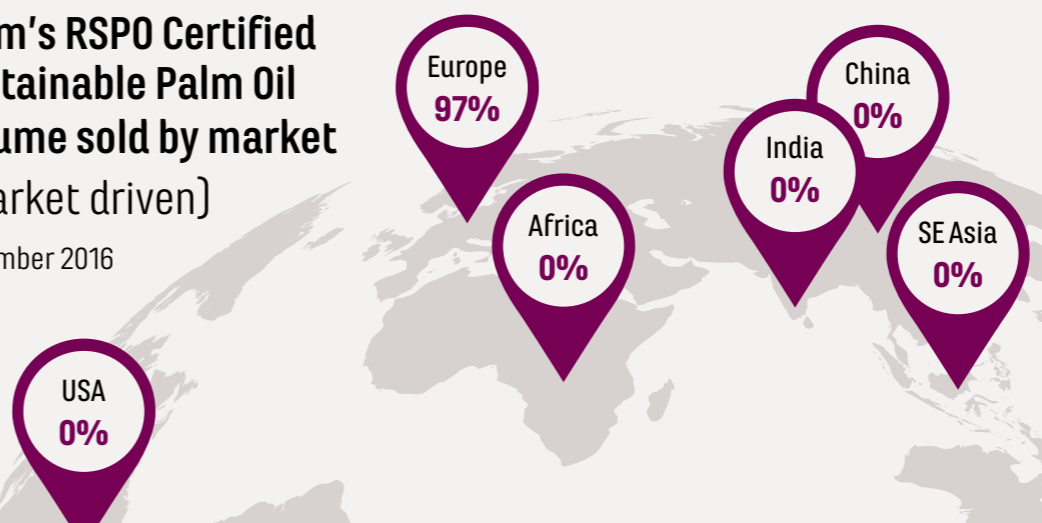 m's RSPO Certified
tainable Palm Oil
ume sold by market
arket driven)
mber 2016
Europe
97%
China
0%
India
0%
Africa
0%
SE Asia
0%
USA
0%